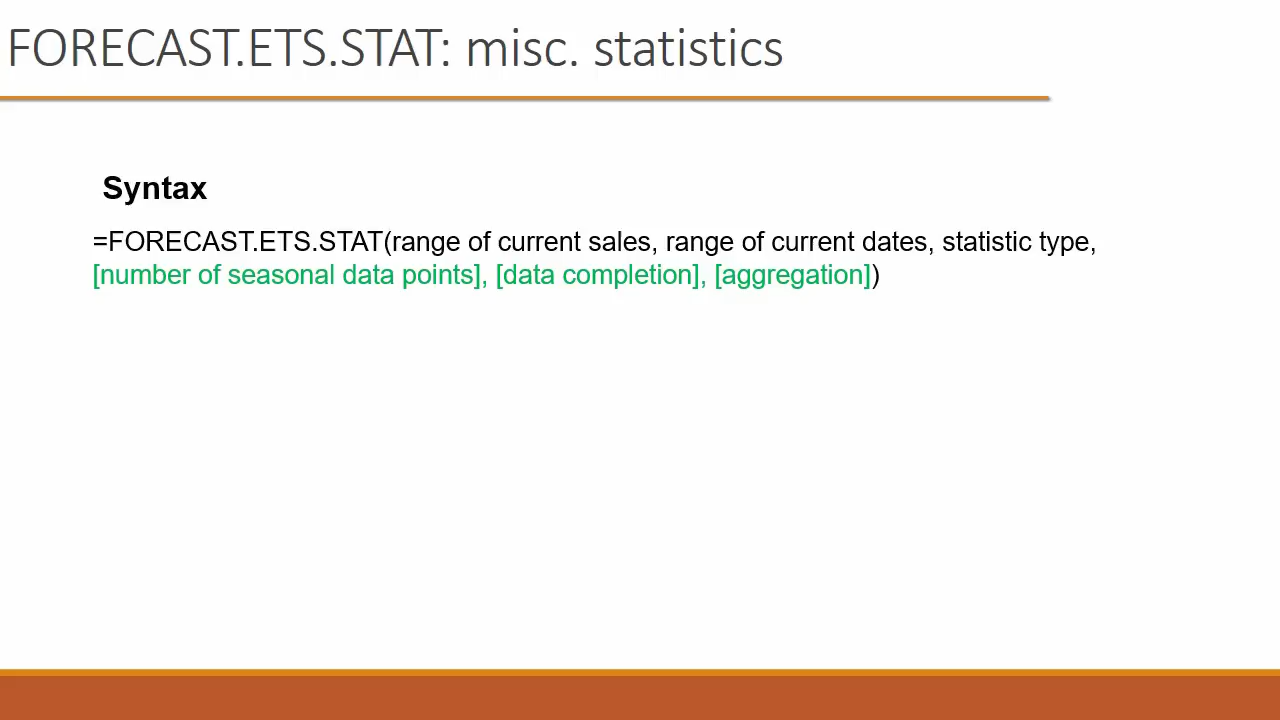 FORECAST.ETS.STAT: misc. statistics
Syntax
=FORECAST.ETS.STAT(range of current sales, range of current dates, statistic type,
[number of seasonal data points], [data completion], [aggregation])